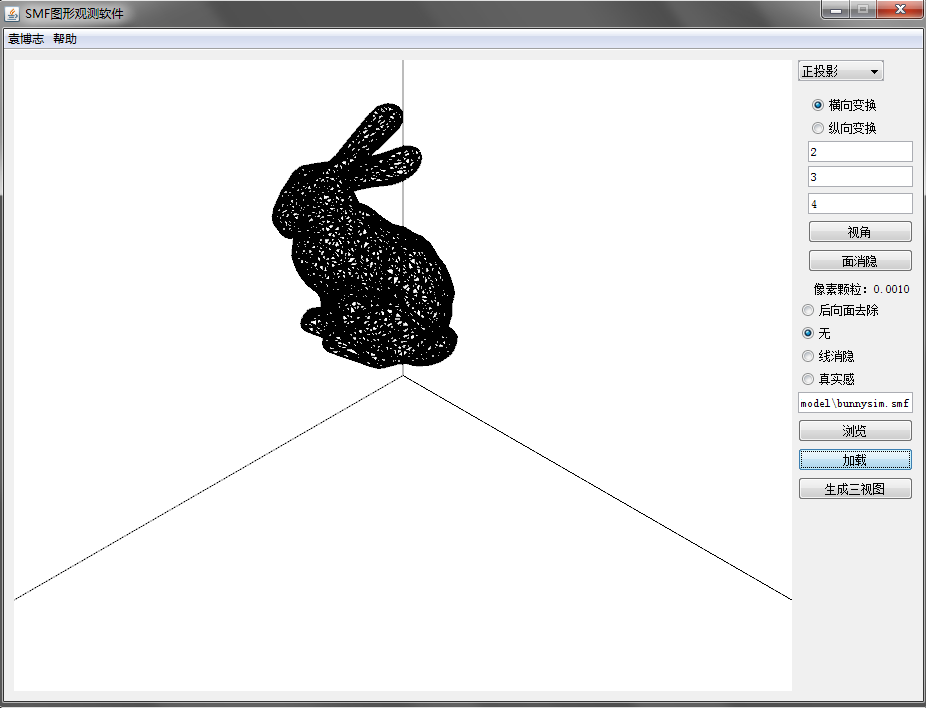 SMF图形观测软件
袁博志 帮助
正投影
横向变换
纵向变换
2
3
4
视角
面消隐
像素颗粒: 0.0010
后向面去除
无
线消隐
真实感
model\bunnysim.smf
浏览
加载
生成三视图